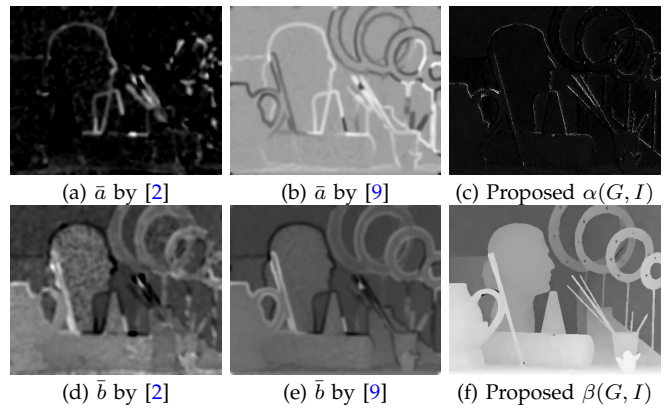 (a) ā by [2] (b) ā by [9] (c) Proposed α(G, I)
(d) b̄ by [2] (e) b̄ by [9] (f) Proposed β(G, I)